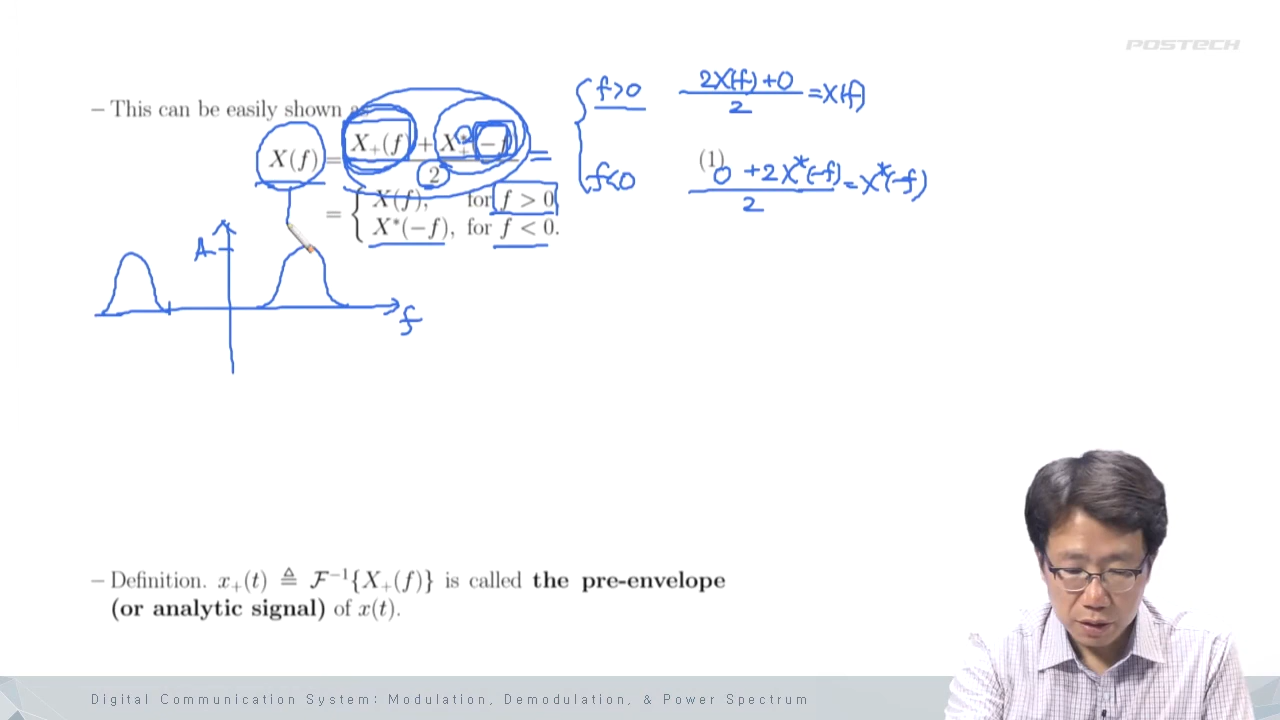 POSTECH
– This can be easily shown
X(f) = X₊(f) + X₊*(−f) / 2 (1)
= { X(f), for f > 0
X*(−f), for f < 0.
f>0 2X(f)+0 / 2 = X(f)
f<0 0 + 2X*(-f) / 2 = X*(-f)
A
f
– Definition. x₊(t) ≜ ℱ⁻¹{X₊(f)} is called the pre-envelope
(or analytic signal) of x(t).
Digital Communication System: Modulation, Demodulation, & Power Spectrum